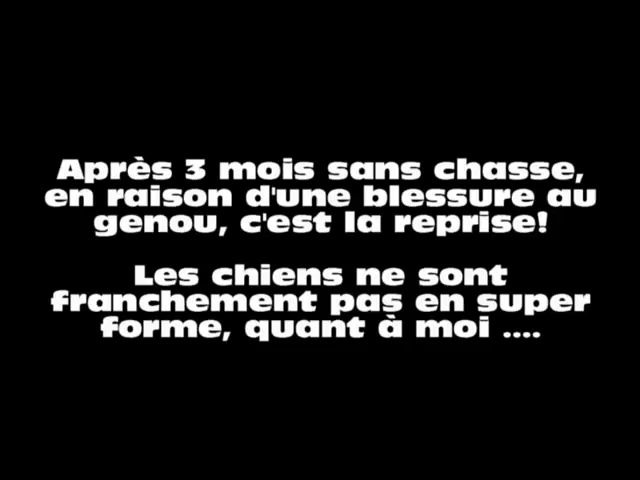 Après 3 mois sans chasse,
en raison d'une blessure au
genou, c'est la reprise!
Les chiens ne sont
franchement pas en super
forme, quant à moi ....